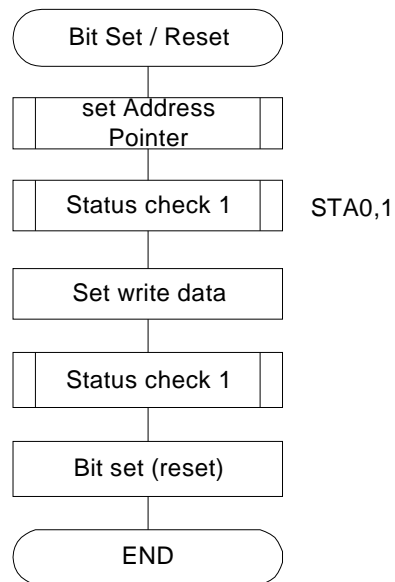 Bit Set / Reset
set Address
Pointer
Status check 1
STA0,1
Set write data
Status check 1
Bit set (reset)
END